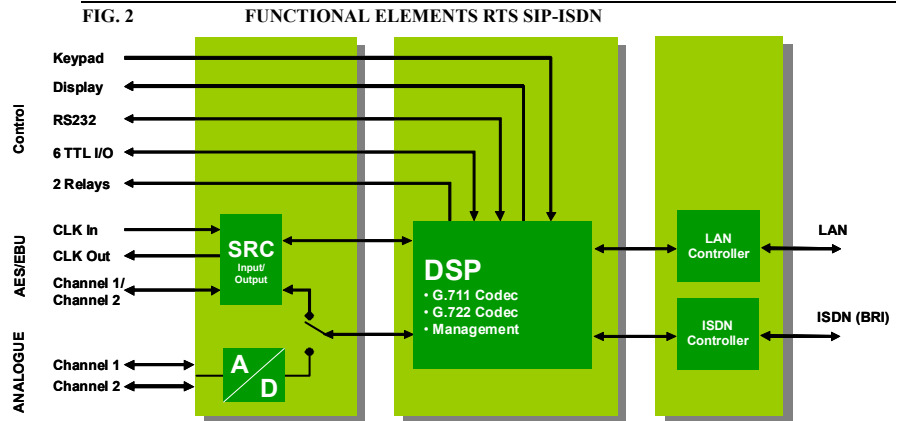 FIG. 2 FUNCTIONAL ELEMENTS RTS SIP-ISDN
Control
Keypad
Display
RS232
6 TTL I/O
2 Relays
AES/EBU
CLK In
CLK Out
Channel 1/
Channel 2
ANALOGUE
Channel 1
Channel 2
SRC
Input/
Output
A
D
DSP
• G.711 Codec
• G.722 Codec
• Management
LAN
Controller
ISDN
Controller
LAN
ISDN (BRI)